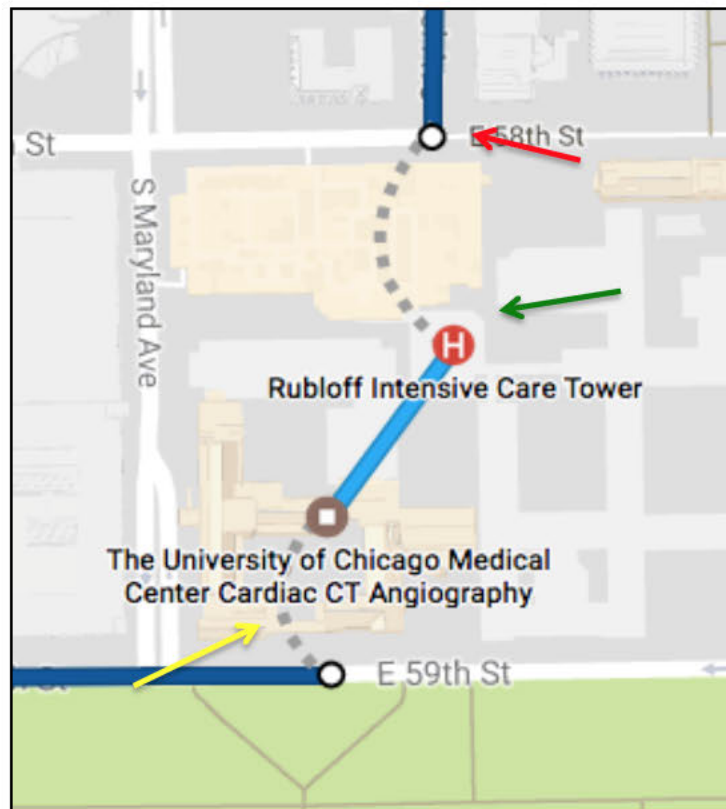 E 58th St
St
S Maryland Ave
H
Rubloff Intensive Care Tower
The University of Chicago Medical
Center Cardiac CT Angiography
E 59th St
St